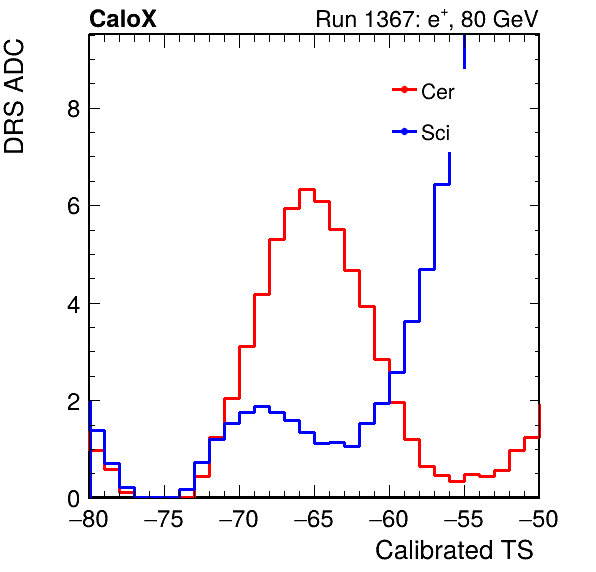 CaloX Run 1367: e⁺, 80 GeV
DRS ADC
Cer
Sci
8
6
4
2
0
−80 −75 −70 −65 −60 −55 −50
Calibrated TS